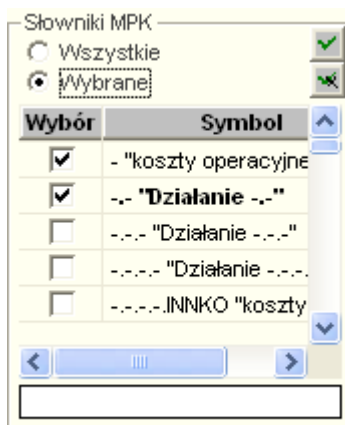 Słowniki MPK
Wszystkie
Wybrane
Wybór Symbol
- "koszty operacyjne
-.- "Działanie -.-"
-.-.- "Działanie -.-.-"
-.-.-.- "Działanie -.-.-.
-.-.-.-.INNKO "koszty